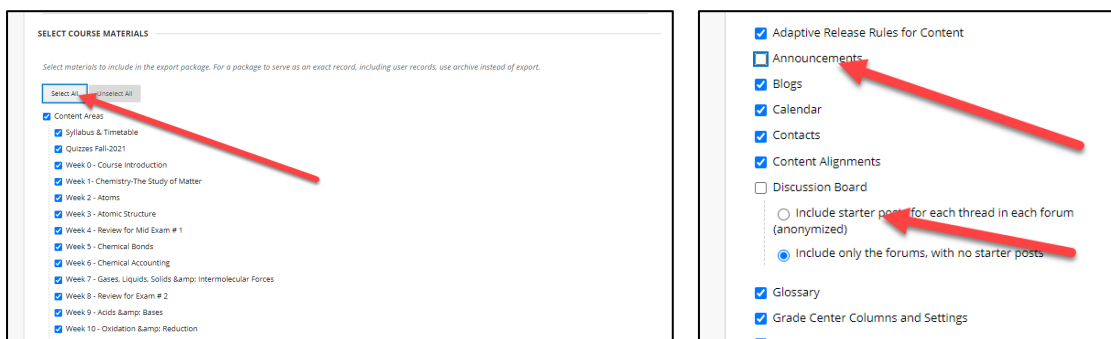 SELECT COURSE MATERIALS
Select materials to include in the export package. For a package to serve as an exact record, including user records, use archive instead of export.
Select All Unselect All
Content Areas
Syllabus & Timetable
Quizzes Fall-2021
Week 0 - Course Introduction
Week 1- Chemistry-The Study of Matter
Week 2 - Atoms
Week 3 - Atomic Structure
Week 4 - Review for Mid Exam # 1
Week 5 - Chemical Bonds
Week 6 - Chemical Accounting
Week 7 - Gases, Liquids, Solids &amp; Intermolecular Forces
Week 8 - Review for Exam # 2
Week 9 - Acids &amp; Bases
Week 10 - Oxidation &amp; Reduction
Adaptive Release Rules for Content
Announcements
Blogs
Calendar
Contacts
Content Alignments
Discussion Board
Include starter posts for each thread in each forum
(anonymized)
Include only the forums, with no starter posts
Glossary
Grade Center Columns and Settings